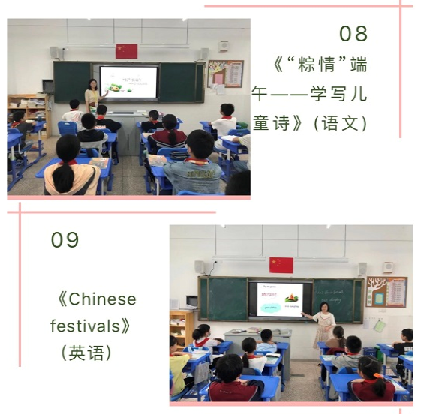 08
《“粽情”端
午——学写儿
童诗》(语文)
09
《Chinese
festivals》
(英语)